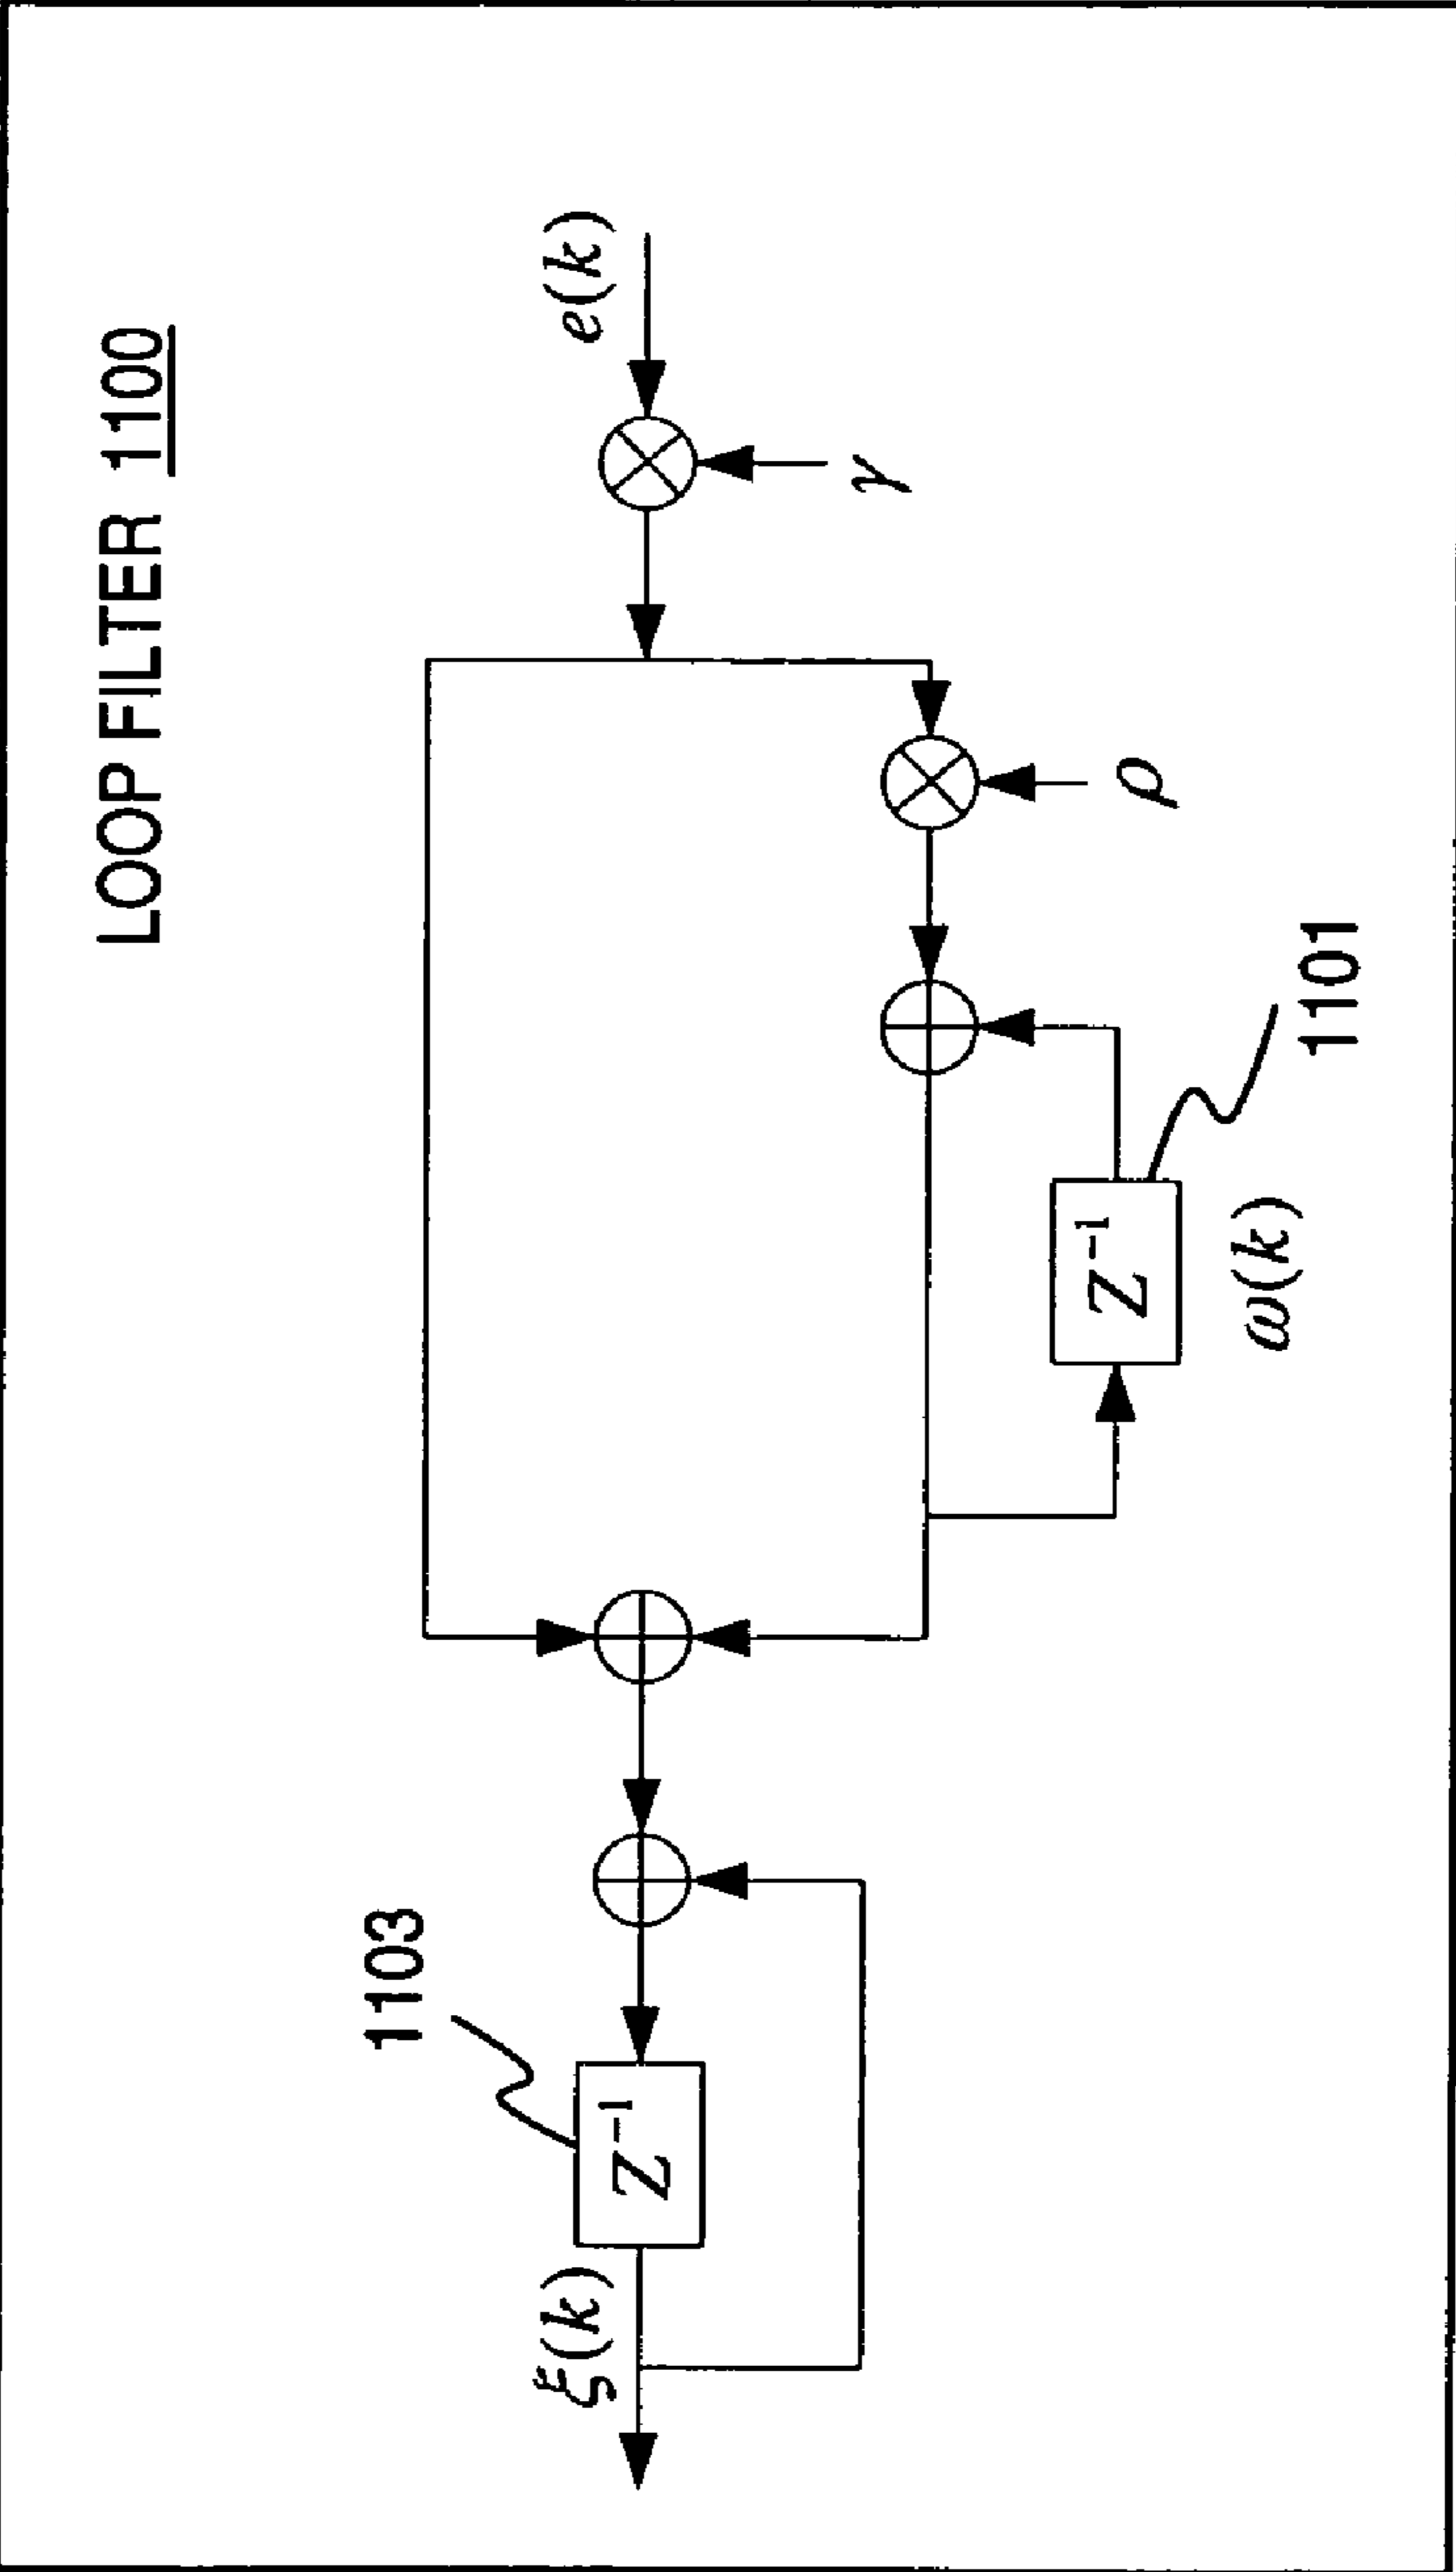 LOOP FILTER 1100
e(k)
γ
ρ
1101
Z⁻¹
ω(k)
1103
Z⁻¹
ξ(k)